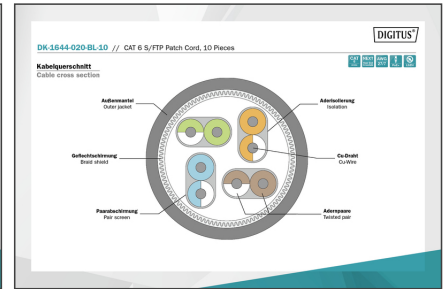 DIGITUS®
DK-1644-020-BL-10 // CAT 6 S/FTP Patch Cord, 10 Pieces
Kabelquerschnitt
Cable cross section
Außenmantel
Outer jacket
Aderisolierung
Isolation
Geflechtschirmung
Braid shield
Cu-Draht
Cu-Wire
Paarabschirmung
Pair screen
Adernpaare
Twisted pair